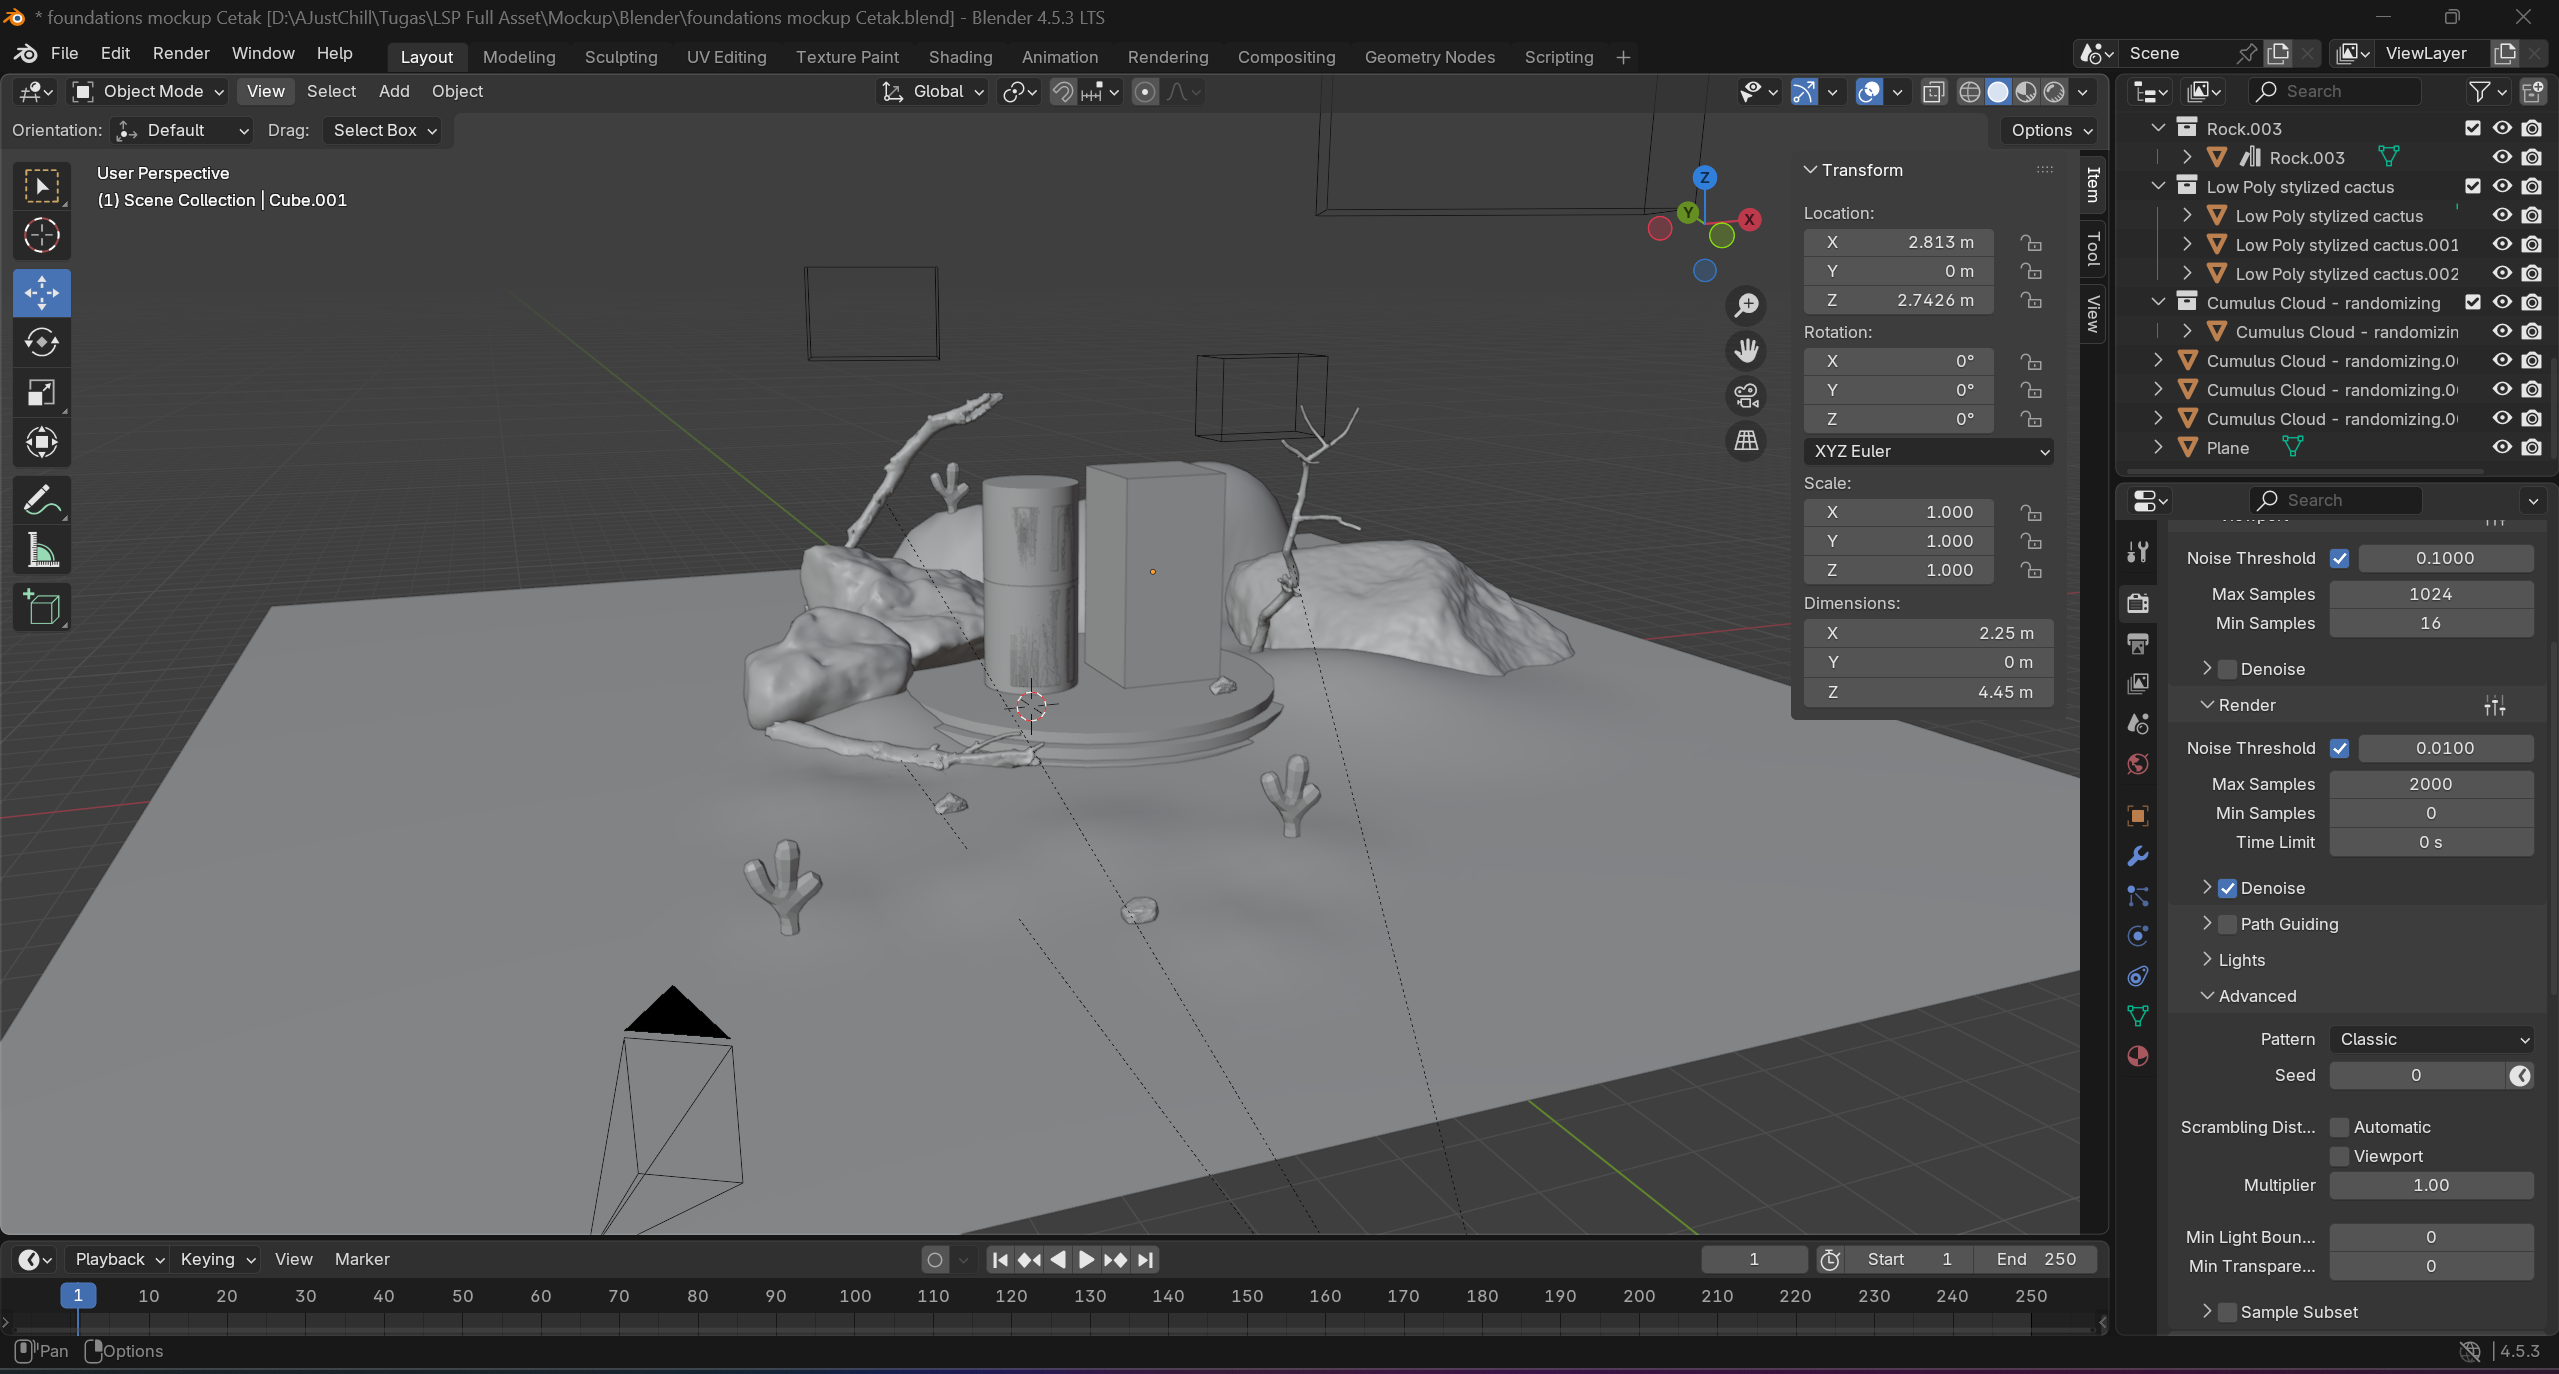 * foundations mockup Cetak [D:\AJustChill\Tugas\LSP Full Asset\Mockup\Blender\foundations mockup Cetak.blend] - Blender 4.5.3 LTS
File Edit Render Window Help Layout Modeling Sculpting UV Editing Texture Paint Shading Animation Rendering Compositing Geometry Nodes Scripting + Scene ViewLayer
Object Mode View Select Add Object Global
Orientation: Default Drag: Select Box Options
User Perspective
(1) Scene Collection | Cube.001
Z
Y
X
Transform
Location:
X 2.813 m
Y 0 m
Z 2.7426 m
Rotation:
X 0°
Y 0°
Z 0°
XYZ Euler
Scale:
X 1.000
Y 1.000
Z 1.000
Dimensions:
X 2.25 m
Y 0 m
Z 4.45 m
Item
Tool
View
Search
Rock.003
Rock.003
Low Poly stylized cactus
Low Poly stylized cactus
Low Poly stylized cactus.001
Low Poly stylized cactus.002
Cumulus Cloud - randomizing
Cumulus Cloud - randomizin
Cumulus Cloud - randomizing.0
Cumulus Cloud - randomizing.0
Cumulus Cloud - randomizing.0
Plane
Search
Noise Threshold 0.1000
Max Samples 1024
Min Samples 16
Denoise
Render
Noise Threshold 0.0100
Max Samples 2000
Min Samples 0
Time Limit 0 s
Denoise
Path Guiding
Lights
Advanced
Pattern Classic
Seed 0
Scrambling Dist... Automatic
Viewport
Multiplier 1.00
Min Light Boun... 0
Min Transpare... 0
Sample Subset
Playback Keying View Marker 1 Start 1 End 250
1 10 20 30 40 50 60 70 80 90 100 110 120 130 140 150 160 170 180 190 200 210 220 230 240 250
Pan Options 4.5.3